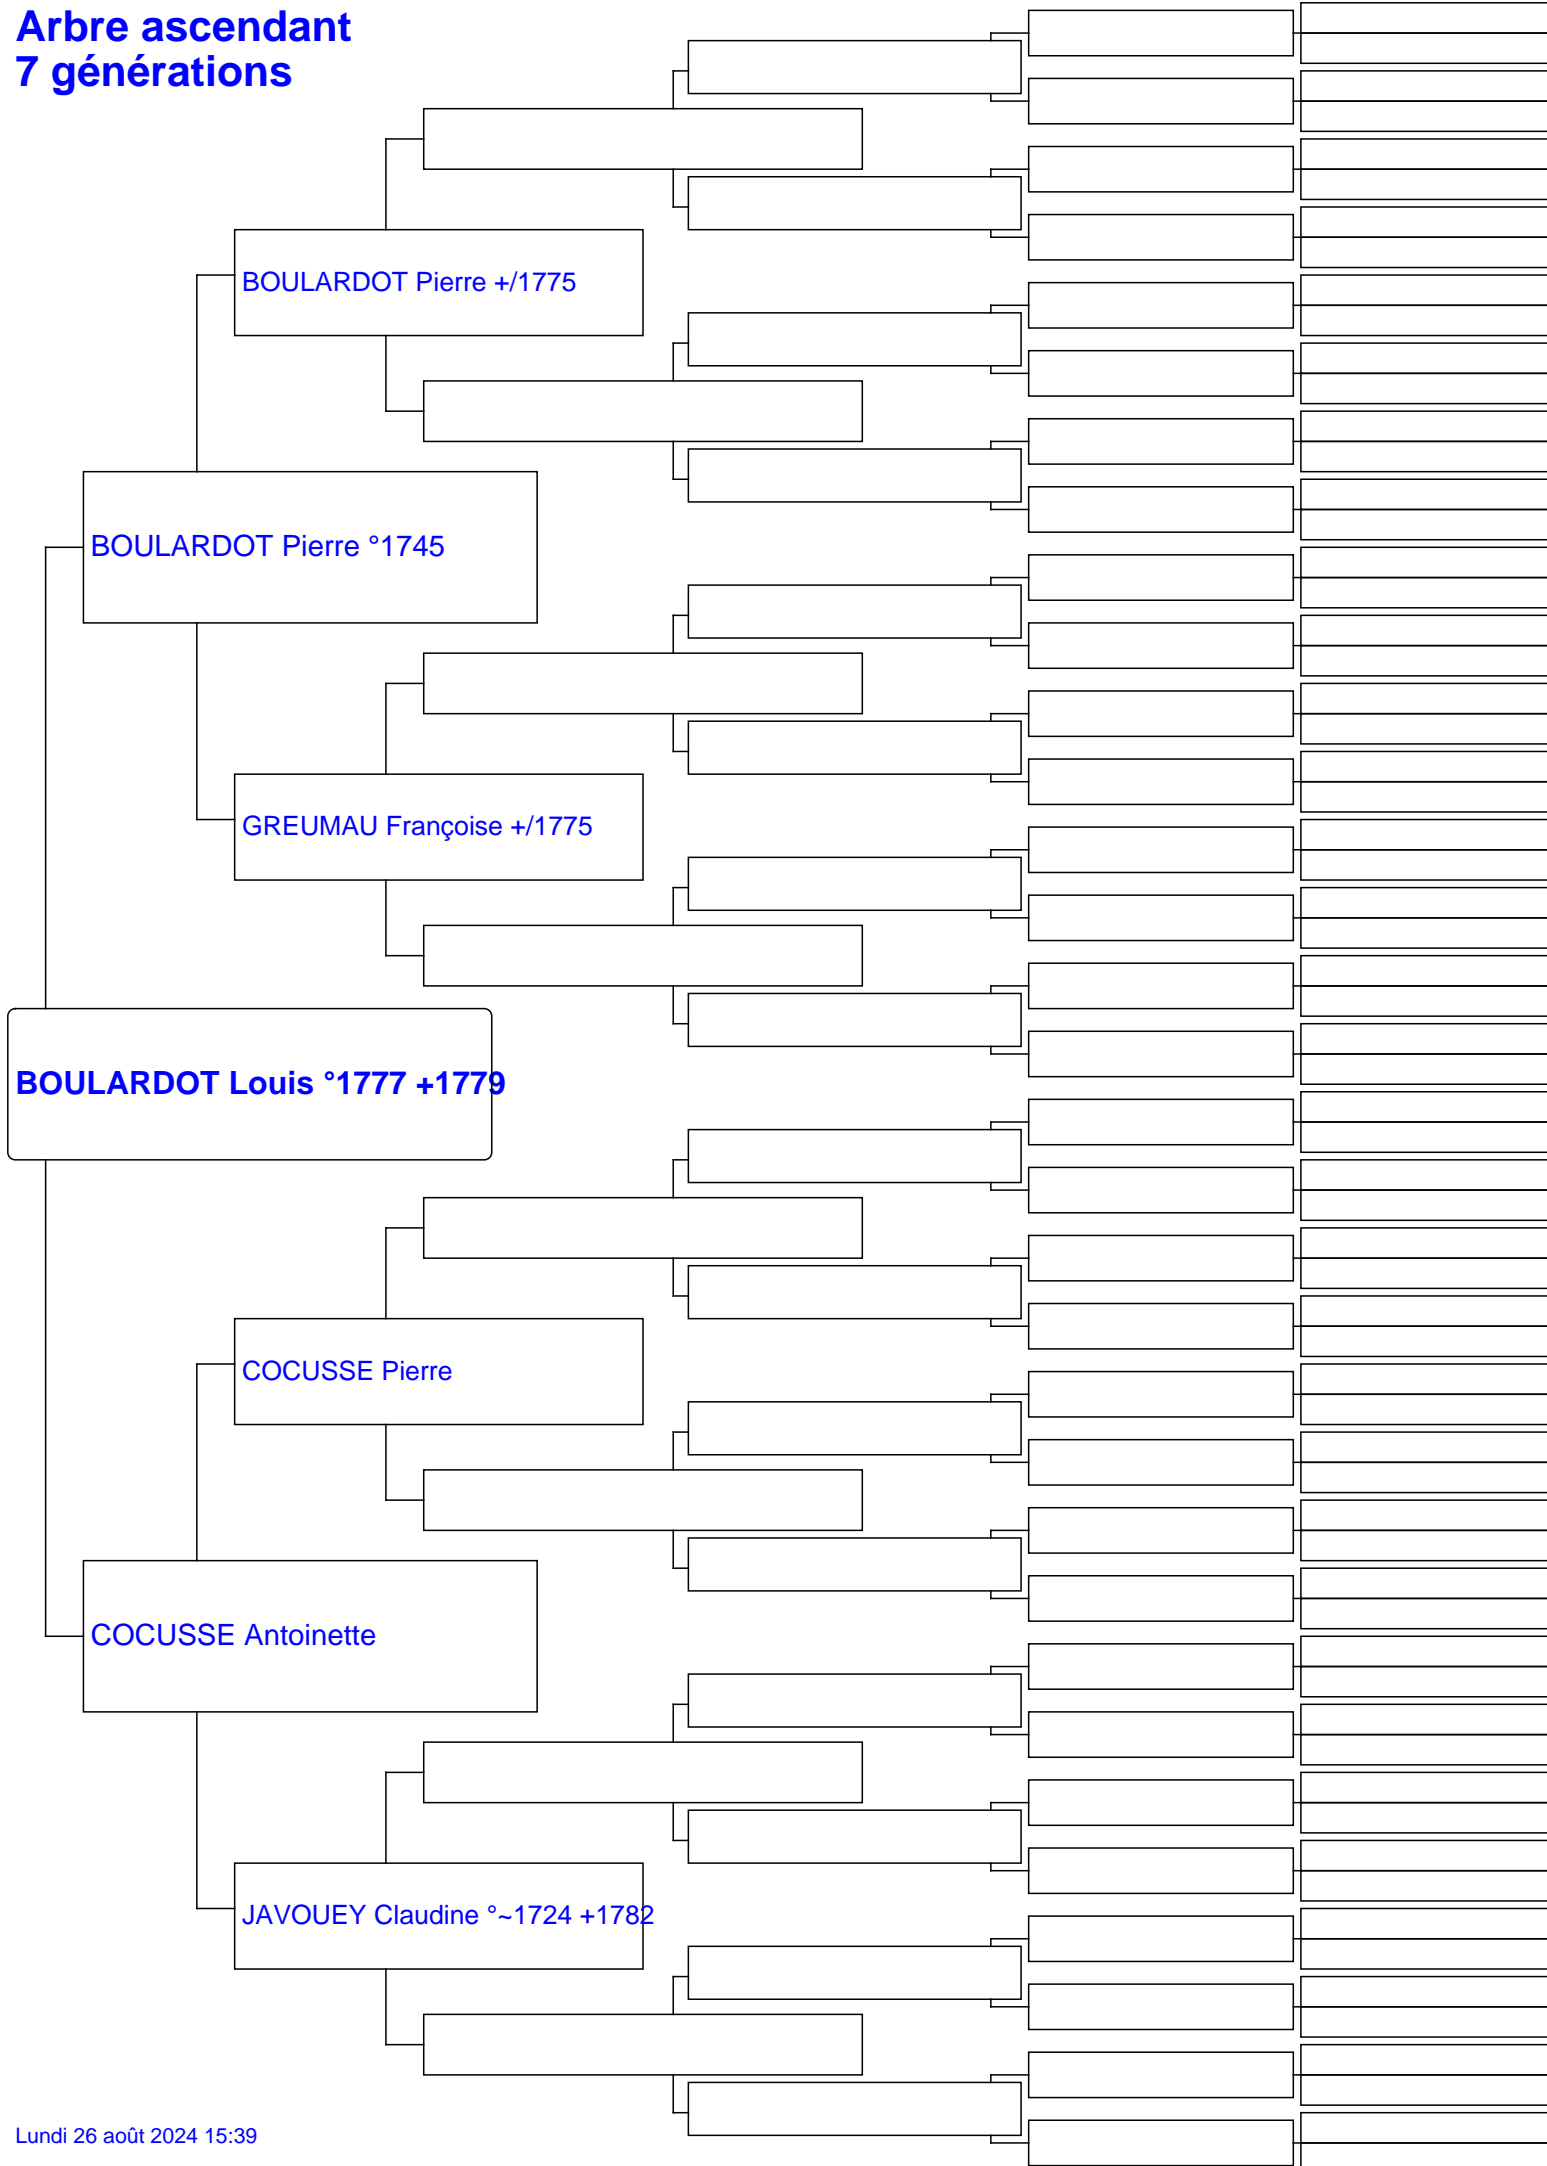 Arbre ascendant
7 générations
BOULARDOT Pierre +/1775
BOULARDOT Pierre °1745
GREUMAU Françoise +/1775
BOULARDOT Louis °1777 +1779
COCUSSE Pierre
COCUSSE Antoinette
JAVOUEY Claudine °~1724 +1782
Lundi 26 août 2024 15:39